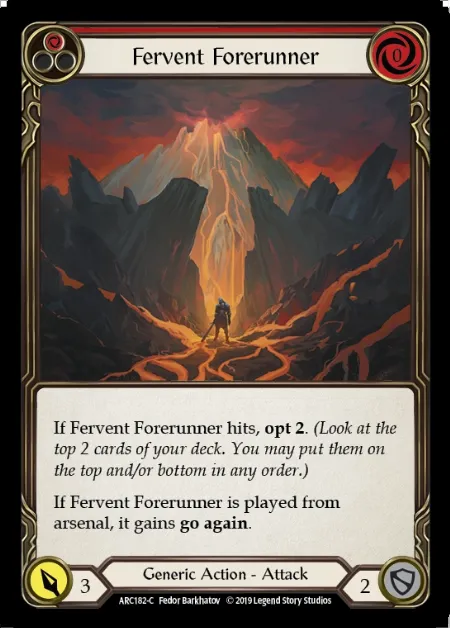 Fervent Forerunner
0
If Fervent Forerunner hits, opt 2. (Look at the
top 2 cards of your deck. You may put them on
the top and/or bottom in any order.)
If Fervent Forerunner is played from
arsenal, it gains go again.
3
Generic Action - Attack
2
ARC182-C Fedor Barkhatov © 2019 Legend Story Studios